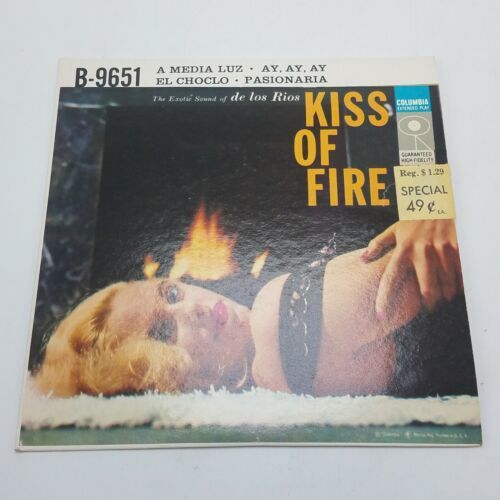 B-9651
A MEDIA LUZ · AY, AY, AY
EL CHOCLO · PASIONARIA
The Exotic Sound of de los Rios
KISS
OF
FIRE
COLUMBIA
EXTENDED PLAY
GUARANTEED
HIGH-FIDELITY
Reg. $1.29
SPECIAL
49¢ EA.